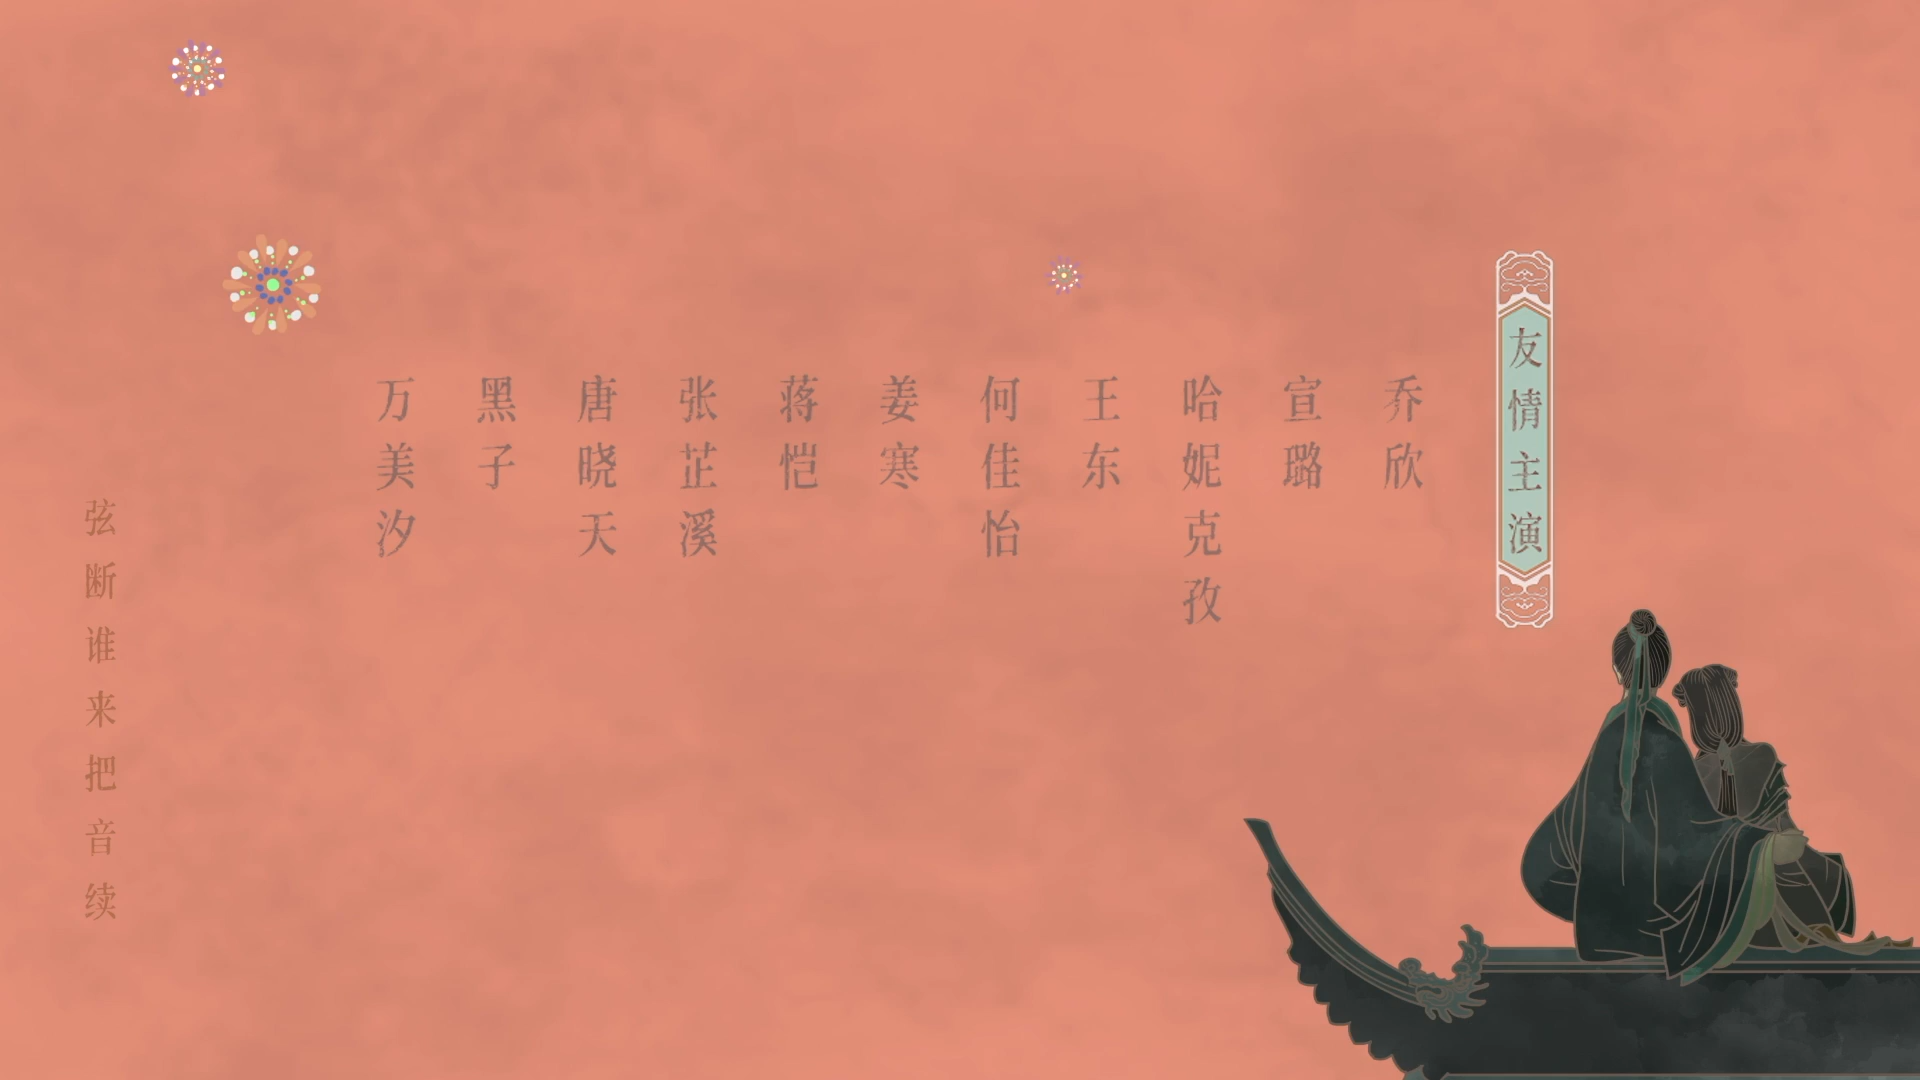 友情主演
乔欣
宣璐
哈妮克孜
王东
何佳怡
姜寒
蒋恺
张芷溪
唐晓天
黑子
万美汐
弦断谁来把音续